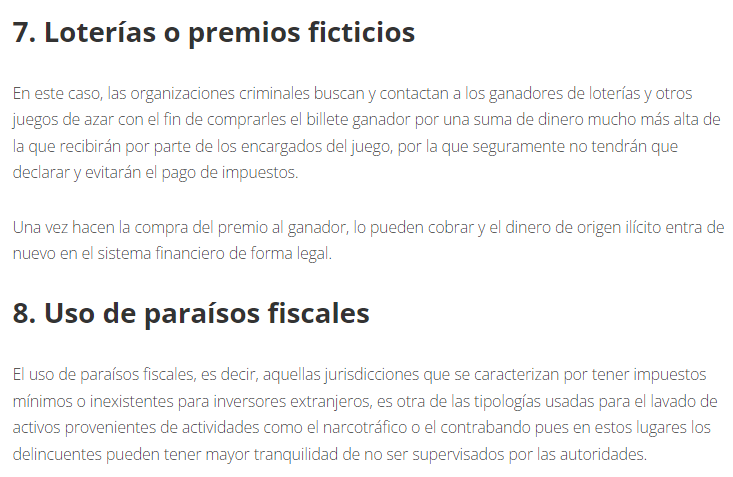 7. Loterías o premios ficticios
En este caso, las organizaciones criminales buscan y contactan a los ganadores de loterías y otros
juegos de azar con el fin de comprarles el billete ganador por una suma de dinero mucho más alta de
la que recibirán por parte de los encargados del juego, por la que seguramente no tendrán que
declarar y evitarán el pago de impuestos.
Una vez hacen la compra del premio al ganador, lo pueden cobrar y el dinero de origen ilícito entra de
nuevo en el sistema financiero de forma legal.
8. Uso de paraísos fiscales
El uso de paraísos fiscales, es decir, aquellas jurisdicciones que se caracterizan por tener impuestos
mínimos o inexistentes para inversores extranjeros, es otra de las tipologías usadas para el lavado de
activos provenientes de actividades como el narcotráfico o el contrabando pues en estos lugares los
delincuentes pueden tener mayor tranquilidad de no ser supervisados por las autoridades.